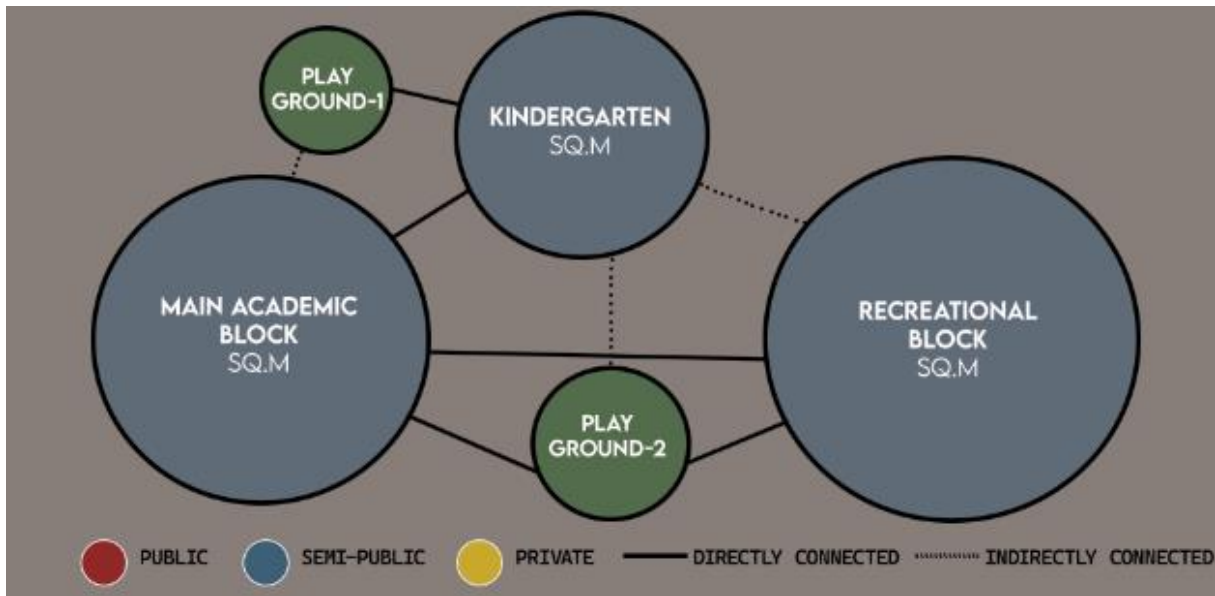 PLAY
GROUND-1
KINDERGARTEN
SQ.M
MAIN ACADEMIC
BLOCK
SQ.M
RECREATIONAL
BLOCK
SQ.M
PLAY
GROUND-2
PUBLIC
SEMI-PUBLIC
PRIVATE
DIRECTLY CONNECTED
INDIRECTLY CONNECTED